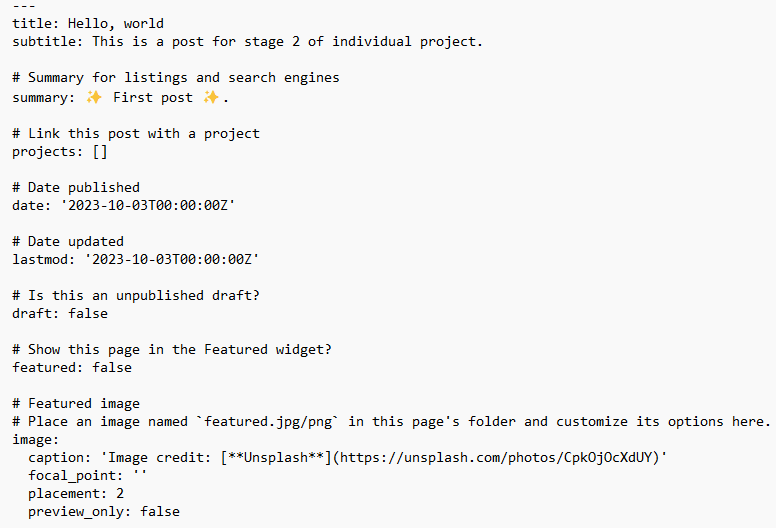 ---
title: Hello, world
subtitle: This is a post for stage 2 of individual project.

# Summary for listings and search engines
summary: ✨ First post ✨.

# Link this post with a project
projects: []

# Date published
date: '2023-10-03T00:00:00Z'

# Date updated
lastmod: '2023-10-03T00:00:00Z'

# Is this an unpublished draft?
draft: false

# Show this page in the Featured widget?
featured: false

# Featured image
# Place an image named `featured.jpg/png` in this page's folder and customize its options here.
image:
  caption: 'Image credit: [**Unsplash**](https://unsplash.com/photos/CpkOjOcXdUY)'
  focal_point: ''
  placement: 2
  preview_only: false